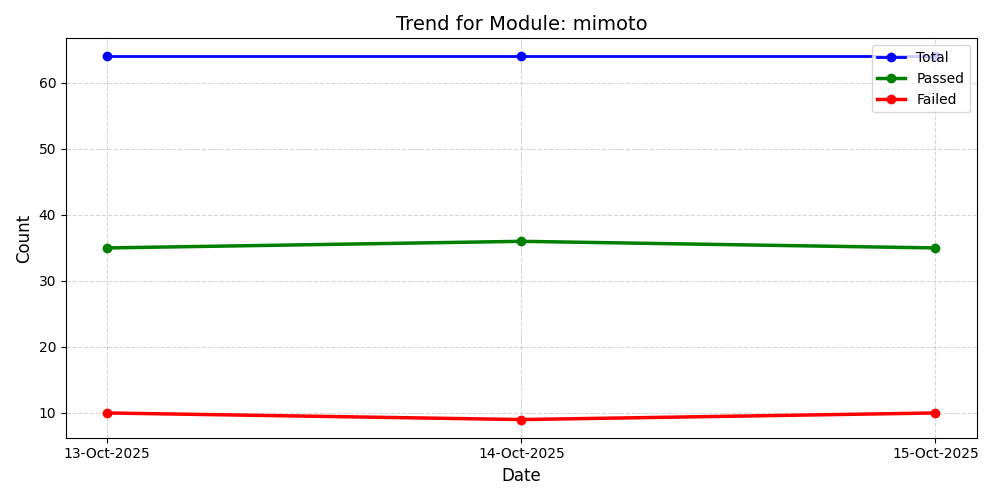 Trend for Module: mimoto
Total
Passed
Failed
Count
60
50
40
30
20
10
13-Oct-2025
14-Oct-2025
15-Oct-2025
Date